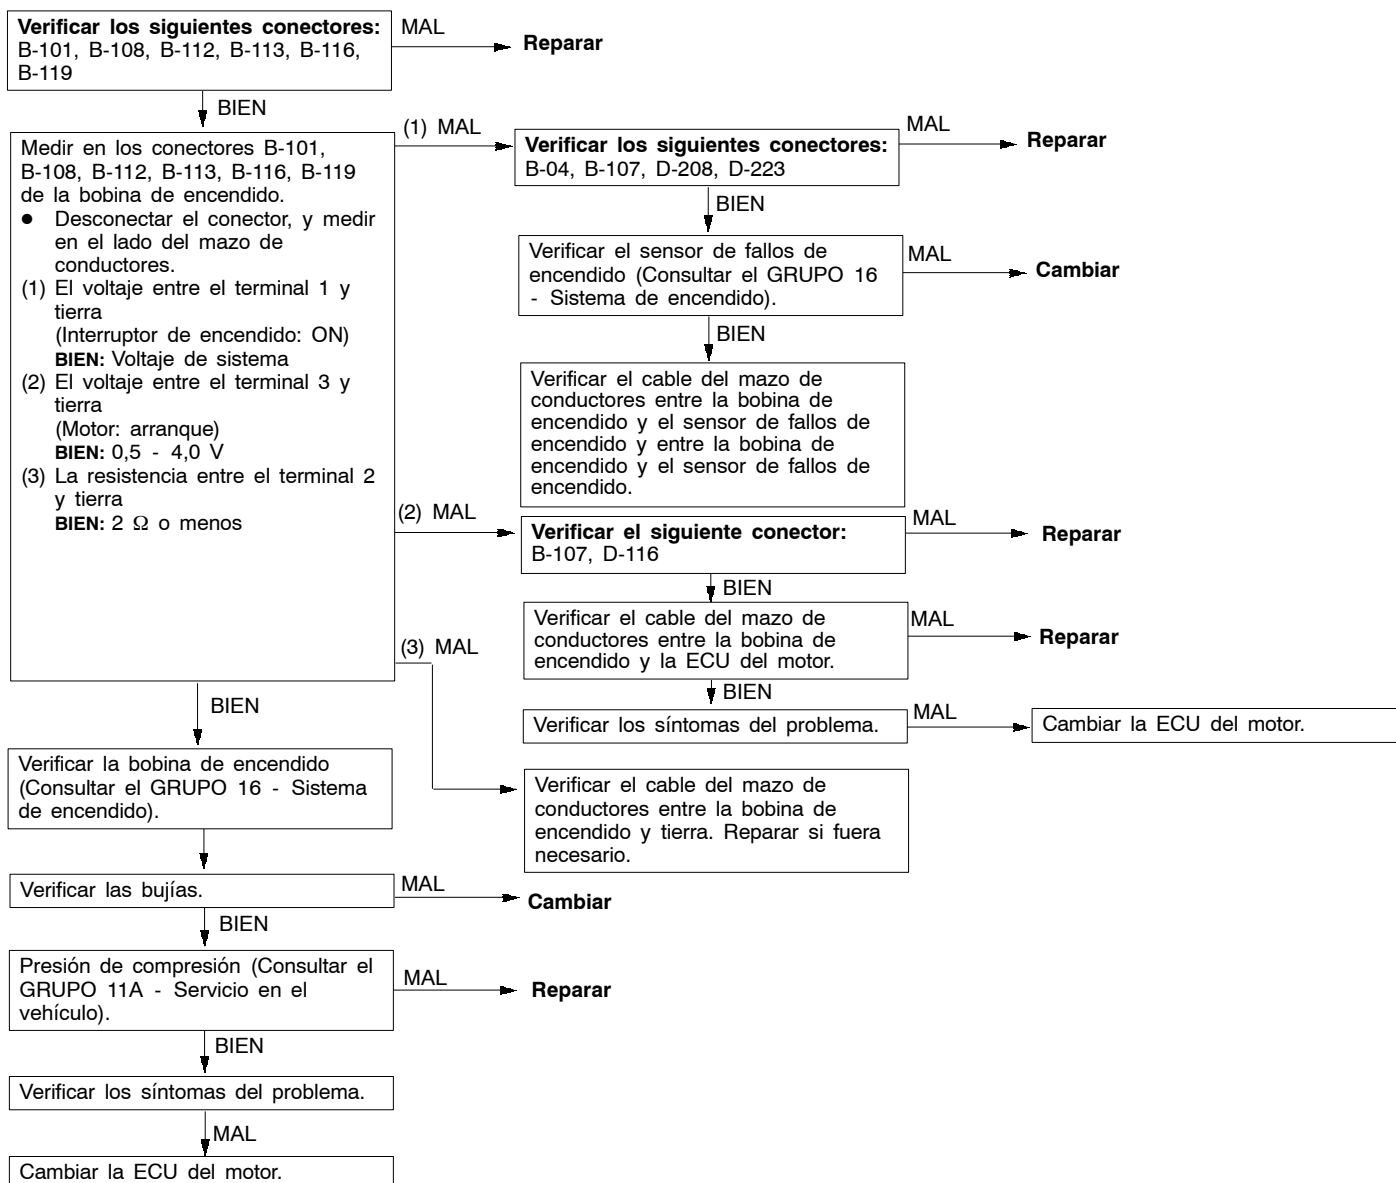 Verificar los siguientes conectores:
B-101, B-108, B-112, B-113, B-116,
B-119
MAL
Reparar
BIEN
Medir en los conectores B-101,
B-108, B-112, B-113, B-116, B-119
de la bobina de encendido.
● Desconectar el conector, y medir
en el lado del mazo de
conductores.
(1) El voltaje entre el terminal 1 y
tierra
(Interruptor de encendido: ON)
BIEN: Voltaje de sistema
(2) El voltaje entre el terminal 3 y
tierra
(Motor: arranque)
BIEN: 0,5 - 4,0 V
(3) La resistencia entre el terminal 2
y tierra
BIEN: 2 Ω o menos
(1) MAL
Verificar los siguientes conectores:
B-04, B-107, D-208, D-223
MAL
Reparar
BIEN
Verificar el sensor de fallos de
encendido (Consultar el GRUPO 16
- Sistema de encendido).
MAL
Cambiar
BIEN
Verificar el cable del mazo de
conductores entre la bobina de
encendido y el sensor de fallos de
encendido y entre la bobina de
encendido y el sensor de fallos de
encendido.
(2) MAL
Verificar el siguiente conector:
B-107, D-116
MAL
Reparar
BIEN
Verificar el cable del mazo de
conductores entre la bobina de
encendido y la ECU del motor.
MAL
Reparar
BIEN
Verificar los síntomas del problema.
MAL
Cambiar la ECU del motor.
(3) MAL
Verificar el cable del mazo de
conductores entre la bobina de
encendido y tierra. Reparar si fuera
necesario.
BIEN
Verificar la bobina de encendido
(Consultar el GRUPO 16 - Sistema
de encendido).
Verificar las bujías.
MAL
Cambiar
BIEN
Presión de compresión (Consultar el
GRUPO 11A - Servicio en el
vehículo).
MAL
Reparar
BIEN
Verificar los síntomas del problema.
MAL
Cambiar la ECU del motor.